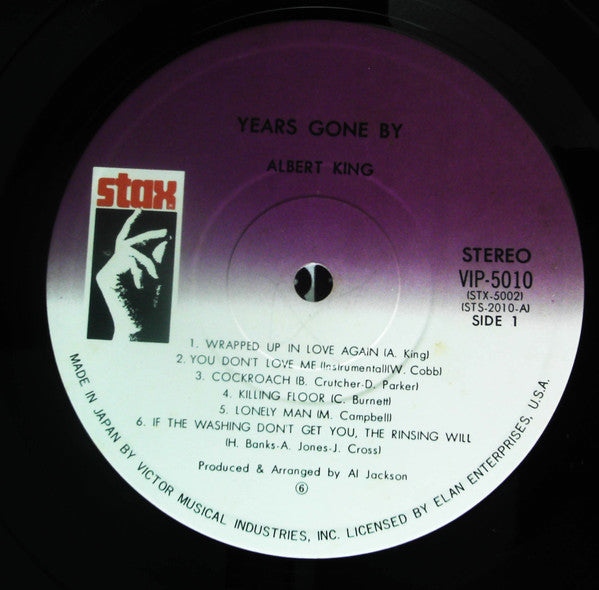 YEARS GONE BY
ALBERT KING
stax
STEREO
VIP-5010
(STX-5002)
(STS-2010-A)
SIDE 1
1. WRAPPED UP IN LOVE AGAIN (A. King)
2. YOU DON'T LOVE ME (Instrumental)(W. Cobb)
3. COCKROACH (B. Crutcher-D. Parker)
4. KILLING FLOOR (C. Burnett)
5. LONELY MAN (M. Campbell)
6. IF THE WASHING DON'T GET YOU, THE RINSING WILL
(H. Banks-A. Jones-J. Cross)
Produced & Arranged by Al Jackson
⑥
MADE IN JAPAN BY VICTOR MUSICAL INDUSTRIES, INC. LICENSED BY ELAN ENTERPRISES, U.S.A.